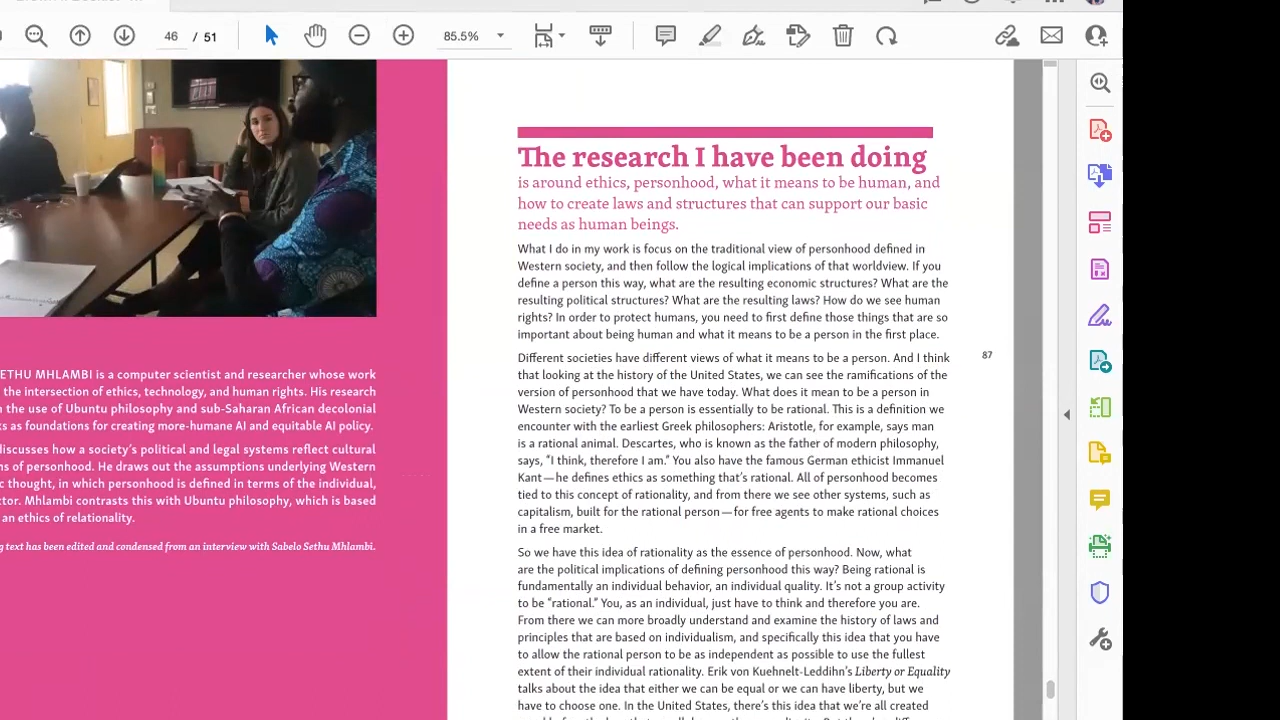 46 / 51
85.5%
ETHU MHLAMBI is a computer scientist and researcher whose work
the intersection of ethics, technology, and human rights. His research
the use of Ubuntu philosophy and sub-Saharan African decolonial
as foundations for creating more-humane AI and equitable AI policy.
discusses how a society's political and legal systems reflect cultural
of personhood. He draws out the assumptions underlying Western
thought, in which personhood is defined in terms of the individual,
Mhlambi contrasts this with Ubuntu philosophy, which is based
an ethics of relationality.
text has been edited and condensed from an interview with Sabelo Sethu Mhlambi.
The research I have been doing
is around ethics, personhood, what it means to be human, and
how to create laws and structures that can support our basic
needs as human beings.
What I do in my work is focus on the traditional view of personhood defined in
Western society, and then follow the logical implications of that worldview. If you
define a person this way, what are the resulting economic structures? What are the
resulting political structures? What are the resulting laws? How do we see human
rights? In order to protect humans, you need to first define those things that are so
important about being human and what it means to be a person in the first place.
Different societies have different views of what it means to be a person. And I think
that looking at the history of the United States, we can see the ramifications of the
version of personhood that we have today. What does it mean to be a person in
Western society? To be a person is essentially to be rational. This is a definition we
encounter with the earliest Greek philosophers: Aristotle, for example, says man
is a rational animal. Descartes, who is known as the father of modern philosophy,
says, "I think, therefore I am." You also have the famous German ethicist Immanuel
Kant—he defines ethics as something that's rational. All of personhood becomes
tied to this concept of rationality, and from there we see other systems, such as
capitalism, built for the rational person—for free agents to make rational choices
in a free market.
So we have this idea of rationality as the essence of personhood. Now, what
are the political implications of defining personhood this way? Being rational is
fundamentally an individual behavior, an individual quality. It's not a group activity
to be "rational." You, as an individual, just have to think and therefore you are.
From there we can more broadly understand and examine the history of laws and
principles that are based on individualism, and specifically this idea that you have
to allow the rational person to be as independent as possible to use the fullest
extent of their individual rationality. Erik von Kuehnelt-Leddihn's Liberty or Equality
talks about the idea that either we can be equal or we can have liberty, but we
have to choose one. In the United States, there's this idea that we're all created
87